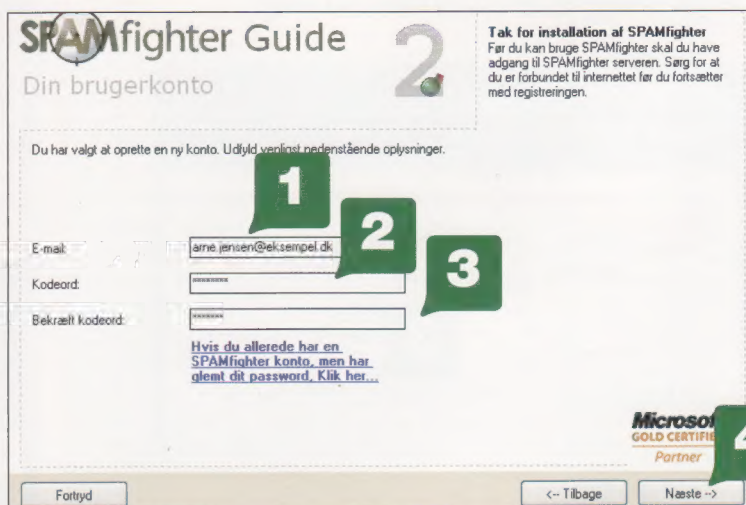 SPAMfighter Guide
Din brugerkonto
2
Tak for installation af SPAMfighter
Før du kan bruge SPAMfighter skal du have
adgang til SPAMfighter serveren. Sørg for at
du er forbundet til internettet før du fortsætter
med registreringen.
Du har valgt at oprette en ny konto. Udfyld venligst nedenstående oplysninger.
1
E-mail: arne.jensen@eksempel.dk
2
Kodeord: ********
3
Bekræft kodeord: *******
Hvis du allerede har en
SPAMfighter konto, men har
glemt dit password, Klik her...
Microsoft
GOLD CERTIFIE
Partner
4
Fortryd
<-- Tilbage
Næste -->